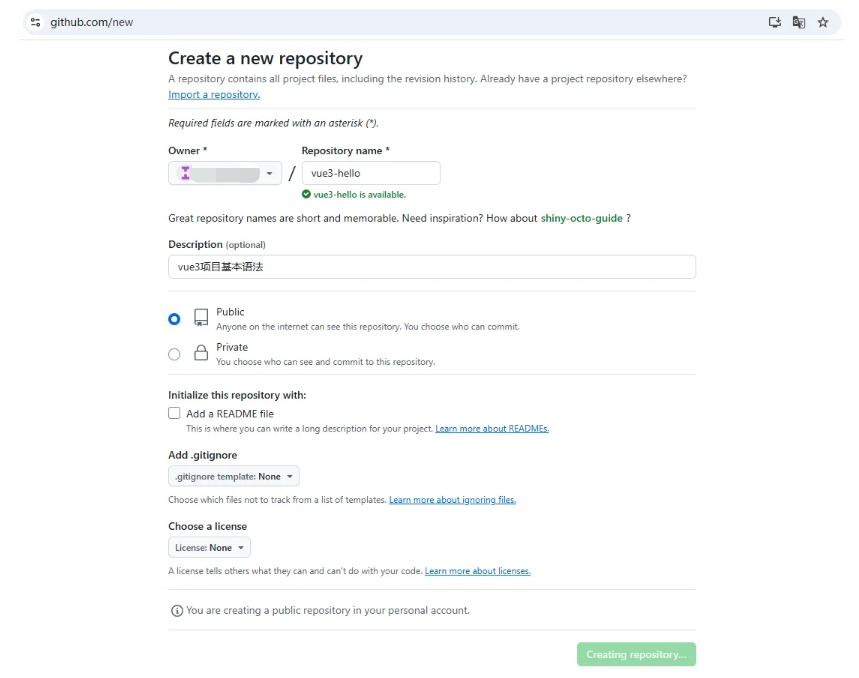 github.com/new
Create a new repository
A repository contains all project files, including the revision history. Already have a project repository elsewhere?
Import a repository.
Required fields are marked with an asterisk (*).
Owner *
Repository name *
/
vue3-hello
vue3-hello is available.
Great repository names are short and memorable. Need inspiration? How about shiny-octo-guide ?
Description (optional)
vue3项目基本语法
Public
Anyone on the internet can see this repository. You choose who can commit.
Private
You choose who can see and commit to this repository.
Initialize this repository with:
Add a README file
This is where you can write a long description for your project. Learn more about READMEs.
Add .gitignore
.gitignore template: None
Choose which files not to track from a list of templates. Learn more about ignoring files.
Choose a license
License: None
A license tells others what they can and can't do with your code. Learn more about licenses.
You are creating a public repository in your personal account.
Creating repository...